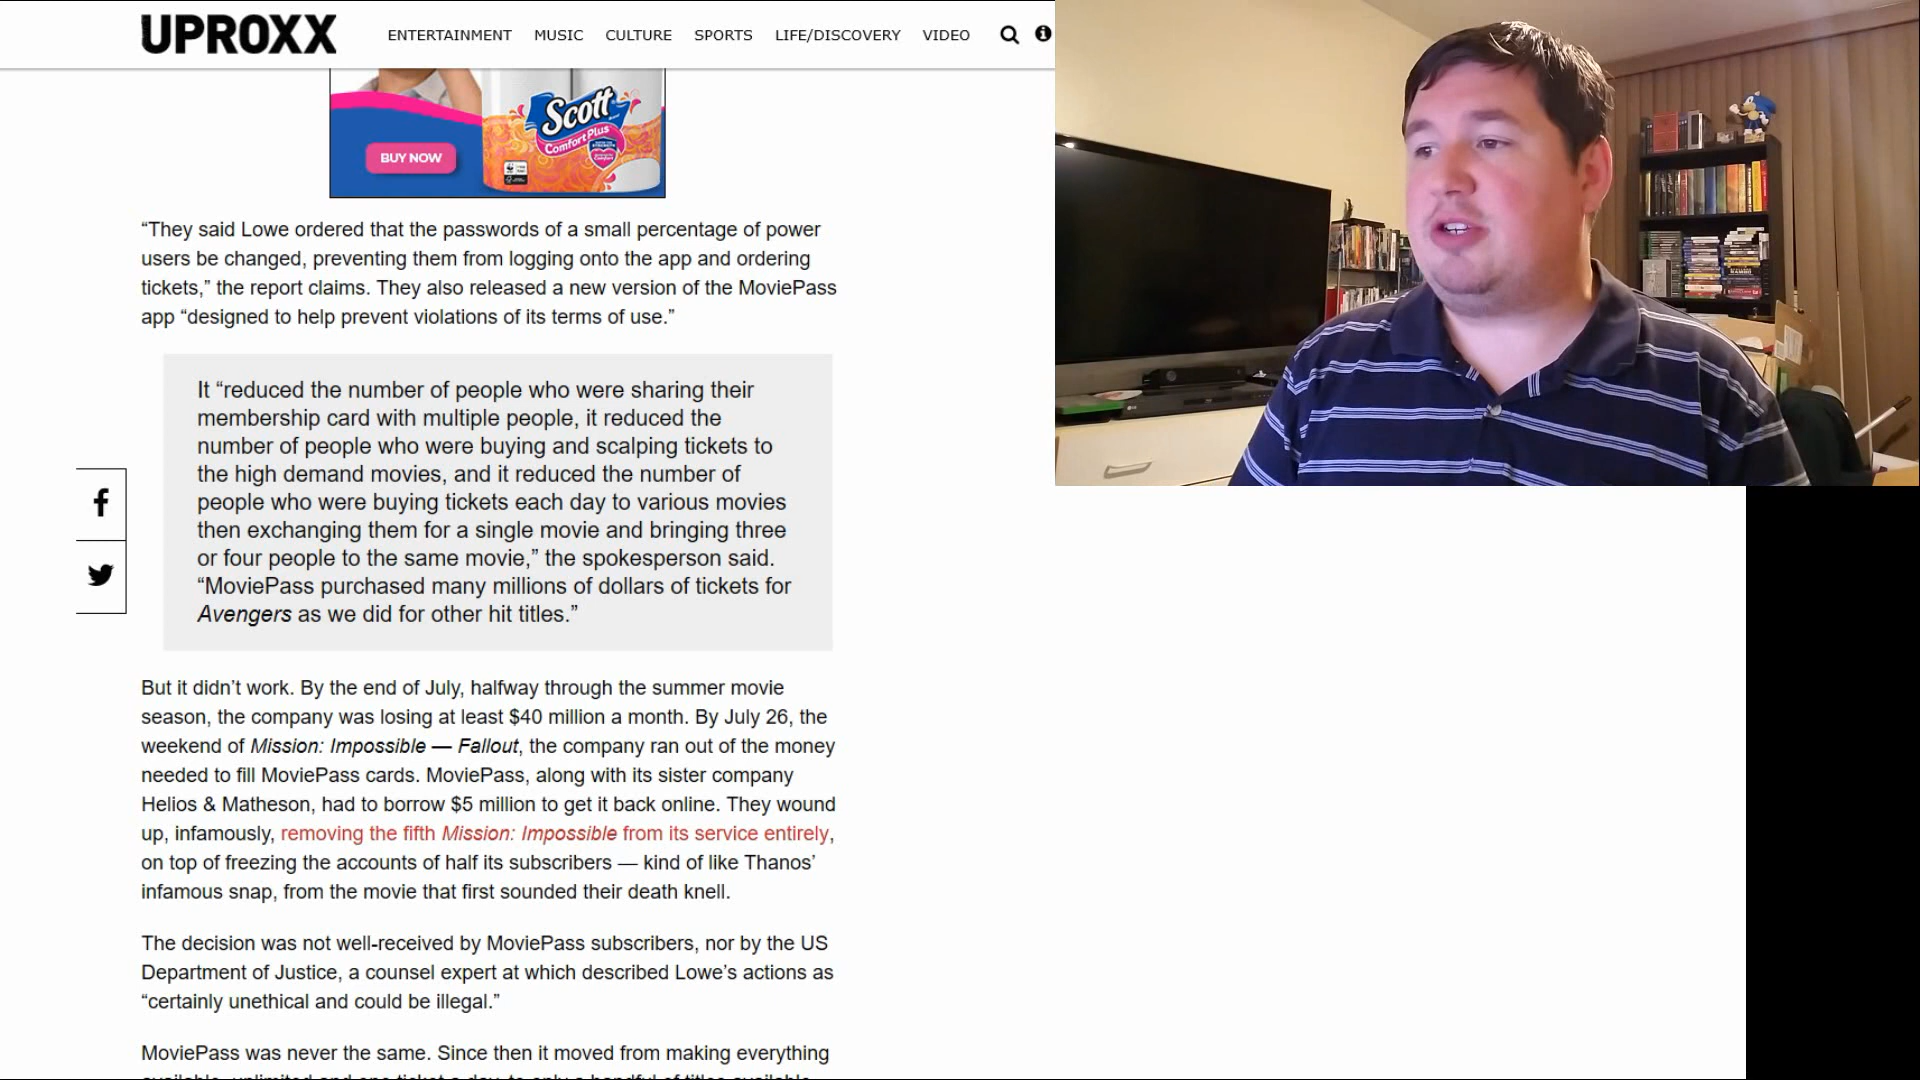 UPROXX
ENTERTAINMENT MUSIC CULTURE SPORTS LIFE/DISCOVERY VIDEO
Scott
ComfortPlus
BUY NOW
“They said Lowe ordered that the passwords of a small percentage of power
users be changed, preventing them from logging onto the app and ordering
tickets,” the report claims. They also released a new version of the MoviePass
app “designed to help prevent violations of its terms of use.”
It “reduced the number of people who were sharing their
membership card with multiple people, it reduced the
number of people who were buying and scalping tickets to
the high demand movies, and it reduced the number of
people who were buying tickets each day to various movies
then exchanging them for a single movie and bringing three
or four people to the same movie,” the spokesperson said.
“MoviePass purchased many millions of dollars of tickets for
Avengers as we did for other hit titles.”
But it didn’t work. By the end of July, halfway through the summer movie
season, the company was losing at least $40 million a month. By July 26, the
weekend of Mission: Impossible — Fallout, the company ran out of the money
needed to fill MoviePass cards. MoviePass, along with its sister company
Helios & Matheson, had to borrow $5 million to get it back online. They wound
up, infamously, removing the fifth Mission: Impossible from its service entirely,
on top of freezing the accounts of half its subscribers — kind of like Thanos’
infamous snap, from the movie that first sounded their death knell.
The decision was not well-received by MoviePass subscribers, nor by the US
Department of Justice, a counsel expert at which described Lowe’s actions as
“certainly unethical and could be illegal.”
MoviePass was never the same. Since then it moved from making everything
available, unlimited and one ticket a day, to only a handful of titles available